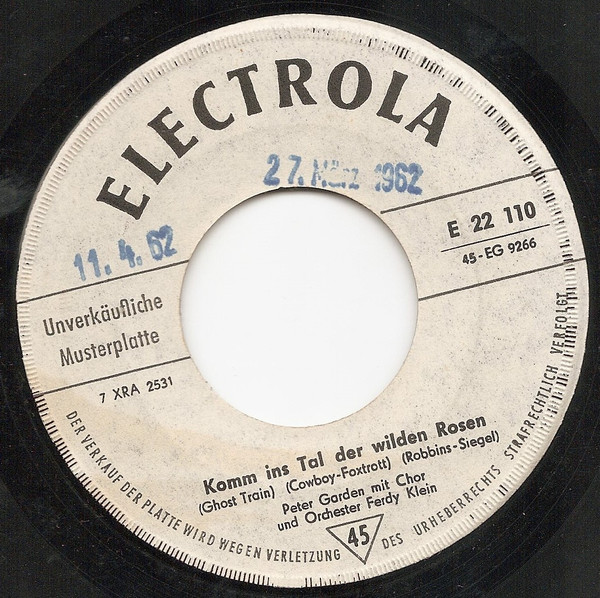 ELECTROLA
27. März 1962
11. 4. 62
E 22 110
45-EG 9266
Unverkäufliche
Musterplatte
7 XRA 2531
Komm ins Tal der wilden Rosen
(Ghost Train) (Cowboy-Foxtrott) (Robbins-Siegel)
Peter Garden mit Chor
und Orchester Ferdy Klein
45
DER VERKAUF DER PLATTE WIRD WEGEN VERLETZUNG DES URHEBERRECHTS STRAFRECHTLICH VERFOLGT